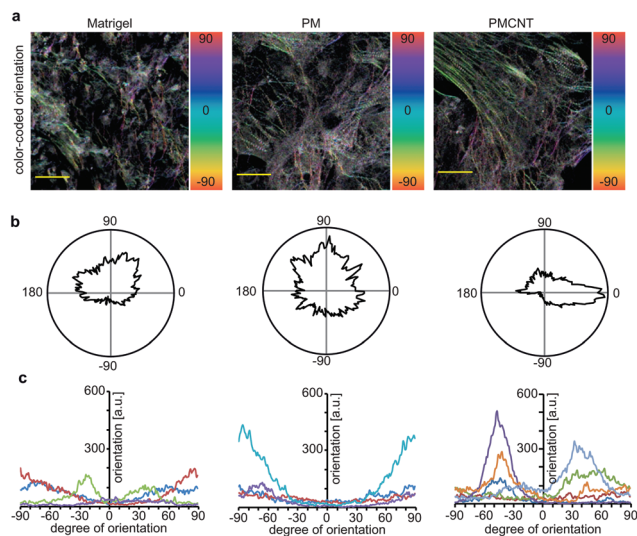 a
Matrigel
PM
PMCNT
color-coded orientation
90
0
-90
90
0
-90
90
0
-90
b
90
180
0
-90
90
180
0
-90
90
180
0
-90
c
600
300
orientation [a.u.]
-90 -60 -30 0 30 60 90
degree of orientation
600
300
orientation [a.u.]
-90 -60 -30 0 30 60 90
degree of orientation
600
300
orientation [a.u.]
-90 -60 -30 0 30 60 90
degree of orientation